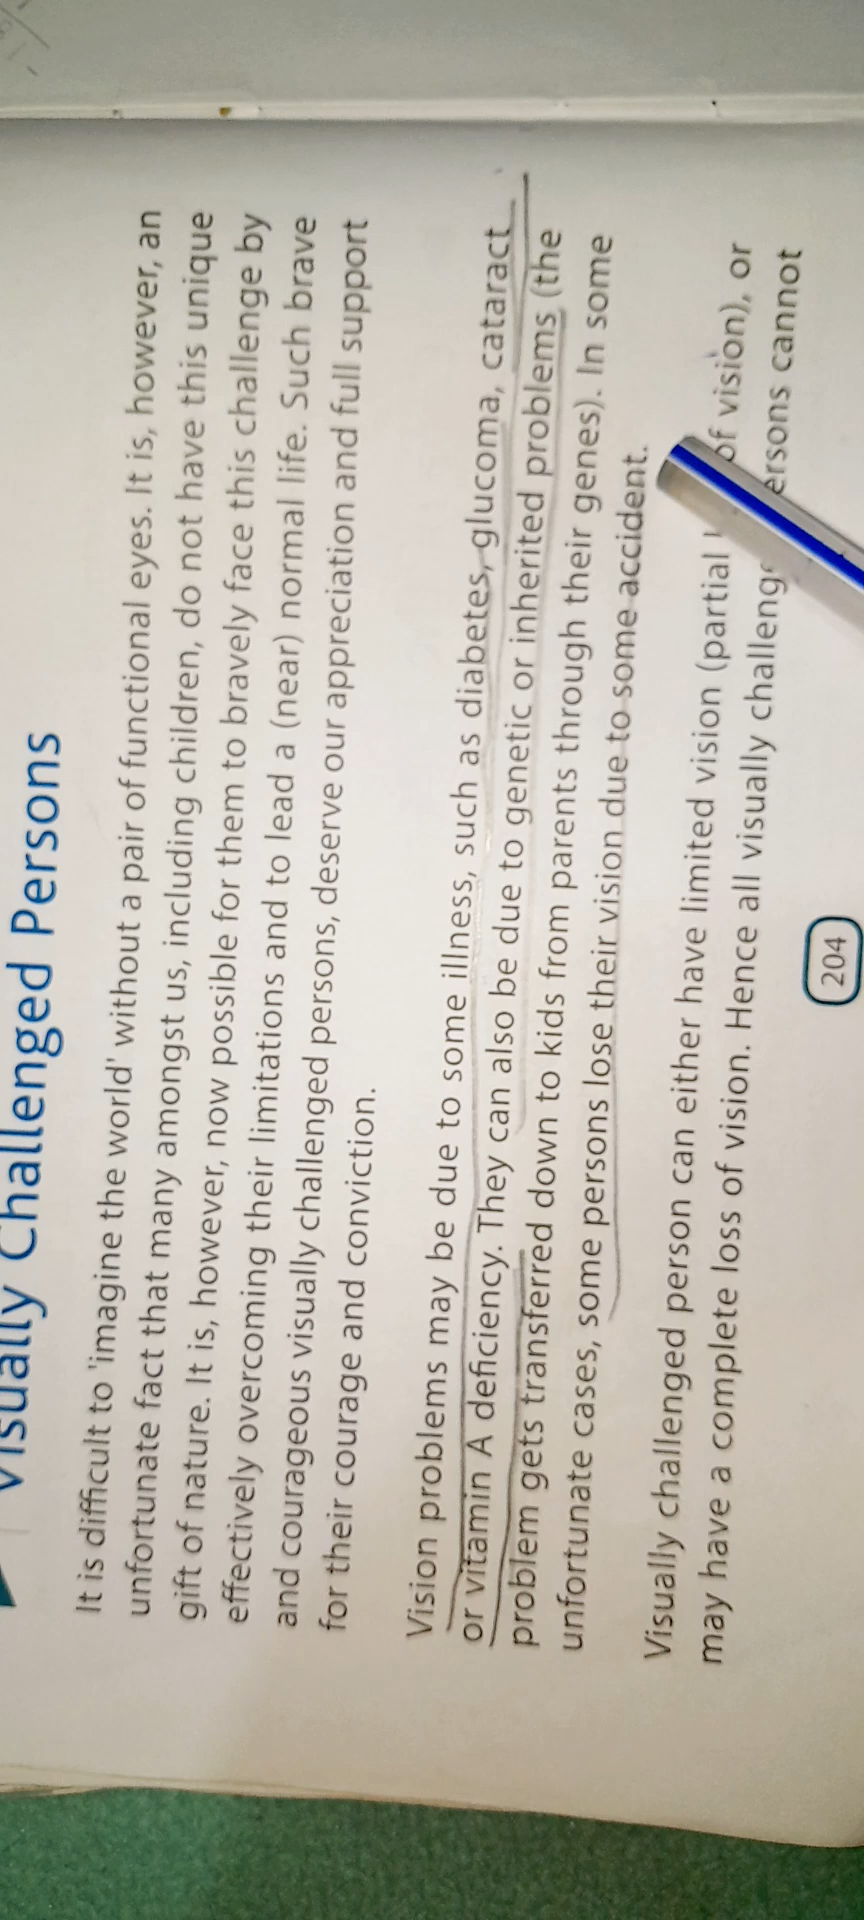 Visually Challenged Persons
It is difficult to 'imagine the world' without a pair of functional eyes. It is, however, an
unfortunate fact that many amongst us, including children, do not have this unique
gift of nature. It is, however, now possible for them to bravely face this challenge by
effectively overcoming their limitations and to lead a (near) normal life. Such brave
and courageous visually challenged persons, deserve our appreciation and full support
for their courage and conviction.
Vision problems may be due to some illness, such as diabetes, glucoma, cataract
or vitamin A deficiency. They can also be due to genetic or inherited problems (the
problem gets transferred down to kids from parents through their genes). In some
unfortunate cases, some persons lose their vision due to some accident.
Visually challenged person can either have limited vision (partial of vision), or
may have a complete loss of vision. Hence all visually cannot
204